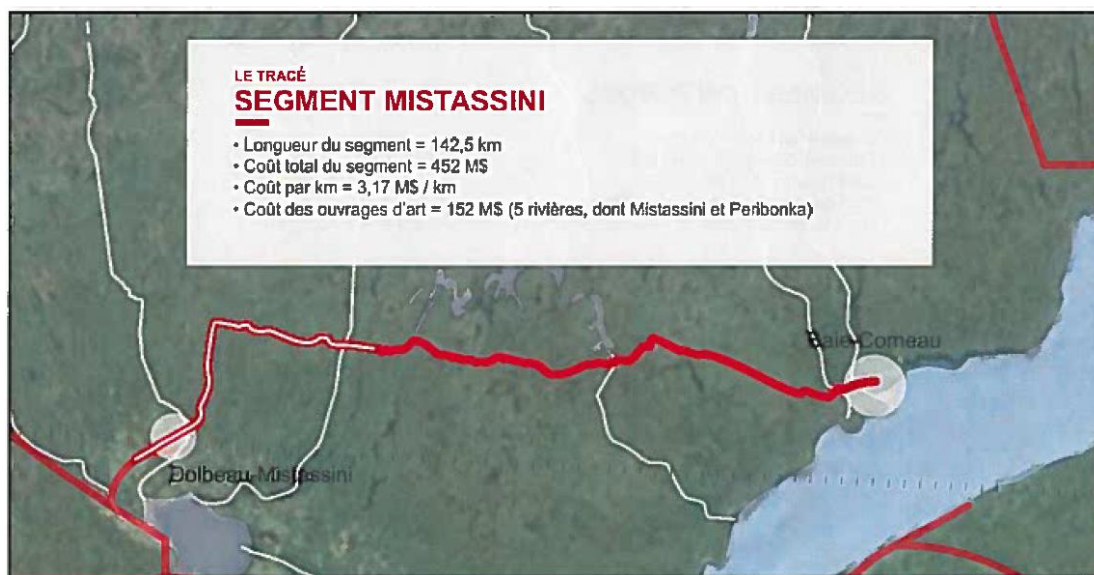 LE TRACÉ
SEGMENT MISTASSINI
• Longueur du segment = 142,5 km
• Coût total du segment = 452 M$
• Coût par km = 3,17 M$ / km
• Coût des ouvrages d'art = 152 M$ (5 rivières, dont Mistassini et Peribonka)
Baie-Comeau
Dolbeau-Mistassini